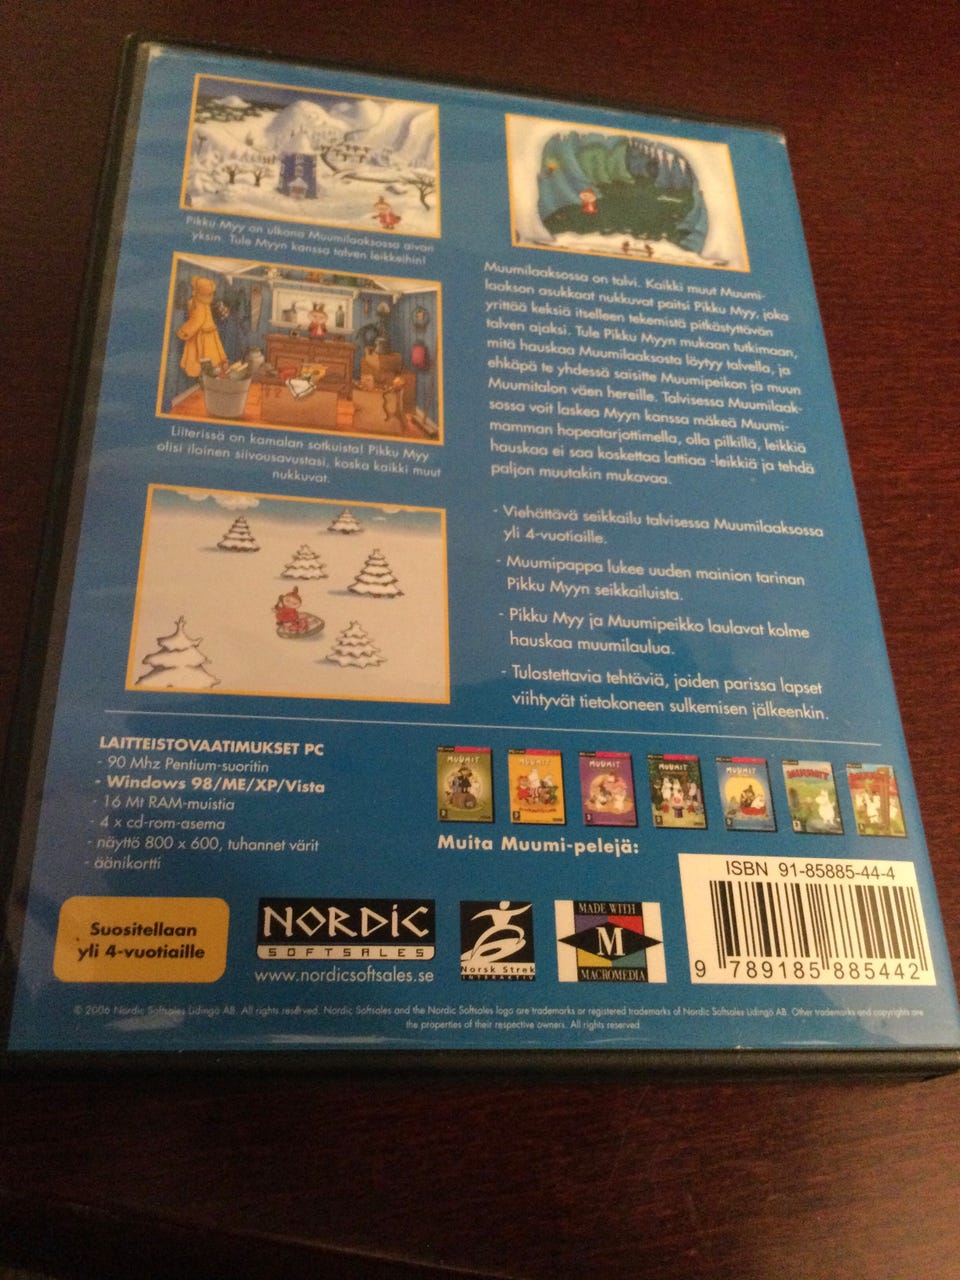 Pikku Myy on ulkona Muumilaaksossa aivan
yksin. Tule Myyn kanssa talven leikkeihin!
Liiterissä on kamalan sotkuista! Pikku Myy
olisi iloinen siivousavustasi, koska kaikki muut
nukkuvat.
Muumilaaksossa on talvi. Kaikki muut Muumi-
laakson asukkaat nukkuvat paitsi Pikku Myy, joka
yrittää keksiä itselleen tekemistä pitkästyttävän
talven ajaksi. Tule Pikku Myyn mukaan tutkimaan,
mitä hauskaa Muumilaaksosta löytyy talvella, ja
ehkäpä te yhdessä saisitte Muumipeikon ja muun
Muumitalon väen hereille. Talvisessa Muumilaak-
sossa voit laskea Myyn kanssa mäkeä Muumi-
mamman hopeatarjottimella, olla pilkillä, leikkiä
hauskaa ei saa koskettaa lattiaa -leikkiä ja tehdä
paljon muutakin mukavaa.
- Viehättävä seikkailu talvisessa Muumilaaksossa
yli 4-vuotiaille.
- Muumipappa lukee uuden mainion tarinan
Pikku Myyn seikkailuista.
- Pikku Myy ja Muumipeikko laulavat kolme
hauskaa muumilaulua.
- Tulostettavia tehtäviä, joiden parissa lapset
viihtyvät tietokoneen sulkemisen jälkeenkin.
LAITTEISTOVAATIMUKSET PC
- 90 Mhz Pentium-suoritin
- Windows 98/ME/XP/Vista
- 16 Mt RAM-muistia
- 4 x cd-rom-asema
- näyttö 800 x 600, tuhannet värit
- äänikortti
MUUMIT
MUUMIT
MUUMIT
MUUMIT
MUUMIT
MUUMIT
Muita Muumi-pelejä:
ISBN 91-85885-44-4
9 789185 885442
Suositellaan
yli 4-vuotiaille
NORDIC
SOFTSALES
www.nordicsoftsales.se
Norsk Strek
INTERAKTIV
MADE WITH
M
MACROMEDIA
© 2006 Nordic Softsales Lidingö AB. All rights reserved. Nordic Softsales and the Nordic Softsales logo are trademarks or registered trademarks of Nordic Softsales Lidingö AB. Other trademarks and copyrights are
the properties of their respective owners. All rights reserved.